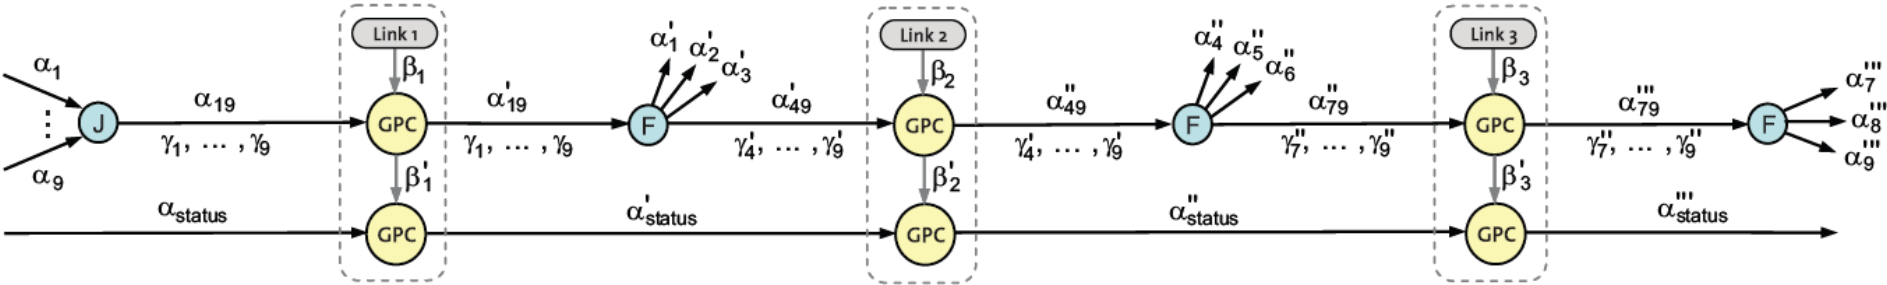 α1
⋮
α9
J
α19
γ1, ... , γ9
αstatus
Link 1
β1
GPC
β'1
GPC
α'19
γ1, ... , γ9
α'status
F
α'1
α'2
α'3
α'49
γ'4, ... , γ'9
Link 2
β2
GPC
β'2
GPC
α''49
γ'4, ... , γ'9
α''status
F
α''4
α''5
α''6
α''79
γ''7, ... , γ''9
Link 3
β3
GPC
β'3
GPC
α'''79
γ''7, ... , γ''9
α'''status
F
α'''7
α'''8
α'''9